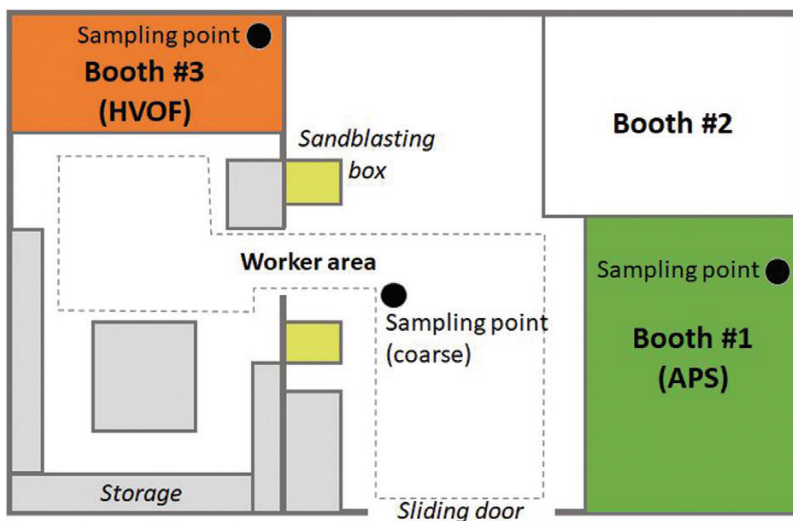 Sampling point
Booth #3
(HVOF)
Sandblasting
box
Booth #2
Worker area
Sampling point
(coarse)
Sampling point
Booth #1
(APS)
Storage
Sliding door